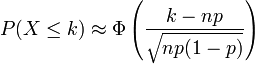 P(X ≤ k) ≈ Φ( (k − np) / √(np(1 − p)) )